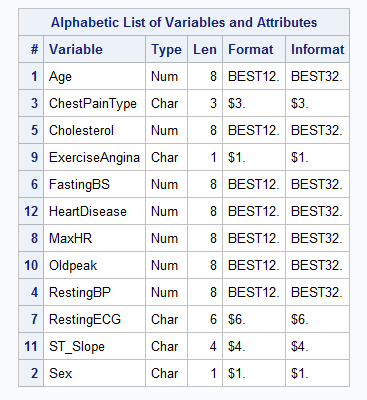 Alphabetic List of Variables and Attributes
# Variable Type Len Format Informat
1 Age Num 8 BEST12. BEST32.
3 ChestPainType Char 3 $3. $3.
5 Cholesterol Num 8 BEST12. BEST32.
9 ExerciseAngina Char 1 $1. $1.
6 FastingBS Num 8 BEST12. BEST32.
12 HeartDisease Num 8 BEST12. BEST32.
8 MaxHR Num 8 BEST12. BEST32.
10 Oldpeak Num 8 BEST12. BEST32.
4 RestingBP Num 8 BEST12. BEST32.
7 RestingECG Char 6 $6. $6.
11 ST_Slope Char 4 $4. $4.
2 Sex Char 1 $1. $1.